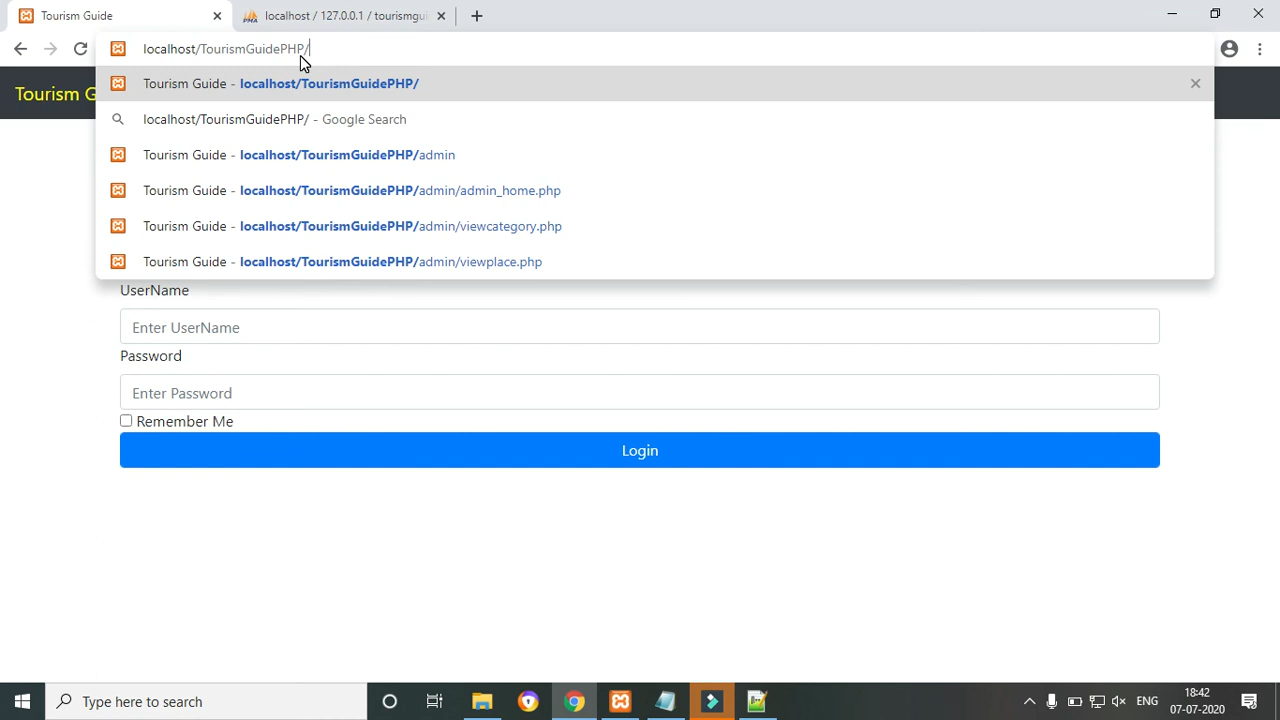 Tourism Guide
localhost / 127.0.0.1 / tourismgu
localhost/TourismGuidePHP/
Tourism G
Tourism Guide - localhost/TourismGuidePHP/
localhost/TourismGuidePHP/ - Google Search
Tourism Guide - localhost/TourismGuidePHP/admin
Tourism Guide - localhost/TourismGuidePHP/admin/admin_home.php
Tourism Guide - localhost/TourismGuidePHP/admin/viewcategory.php
Tourism Guide - localhost/TourismGuidePHP/admin/viewplace.php
UserName
Enter UserName
Password
Enter Password
Remember Me
Login
Type here to search
ENG
18:42
07-07-2020